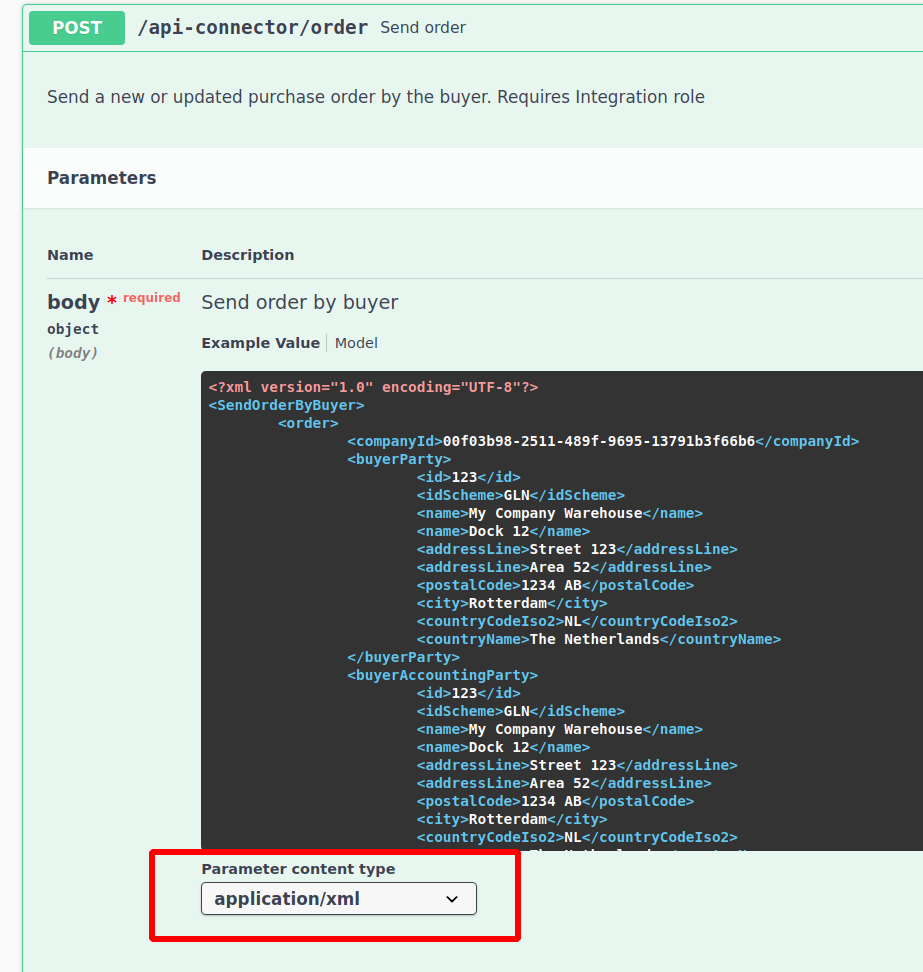 POST /api-connector/order Send order
Send a new or updated purchase order by the buyer. Requires Integration role
Parameters
Name Description
body * required Send order by buyer
object
(body)
Example Value Model
<?xml version="1.0" encoding="UTF-8"?>
<SendOrderByBuyer>
<order>
<companyId>00f03b98-2511-489f-9695-13791b3f66b6</companyId>
<buyerParty>
<id>123</id>
<idScheme>GLN</idScheme>
<name>My Company Warehouse</name>
<name>Dock 12</name>
<addressLine>Street 123</addressLine>
<addressLine>Area 52</addressLine>
<postalCode>1234 AB</postalCode>
<city>Rotterdam</city>
<countryCodeIso2>NL</countryCodeIso2>
<countryName>The Netherlands</countryName>
</buyerParty>
<buyerAccountingParty>
<id>123</id>
<idScheme>GLN</idScheme>
<name>My Company Warehouse</name>
<name>Dock 12</name>
<addressLine>Street 123</addressLine>
<addressLine>Area 52</addressLine>
<postalCode>1234 AB</postalCode>
<city>Rotterdam</city>
<countryCodeIso2>NL</countryCodeIso2>
Parameter content type
application/xml